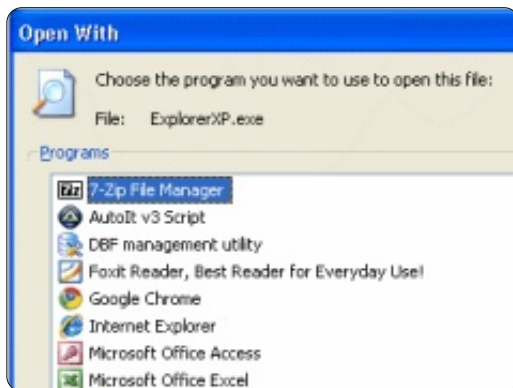 Open With
Choose the program you want to use to open this file:
File: ExplorerXP.exe
Programs
7-Zip File Manager
AutoIt v3 Script
DBF management utility
Foxit Reader, Best Reader for Everyday Use!
Google Chrome
Internet Explorer
Microsoft Office Access
Microsoft Office Excel